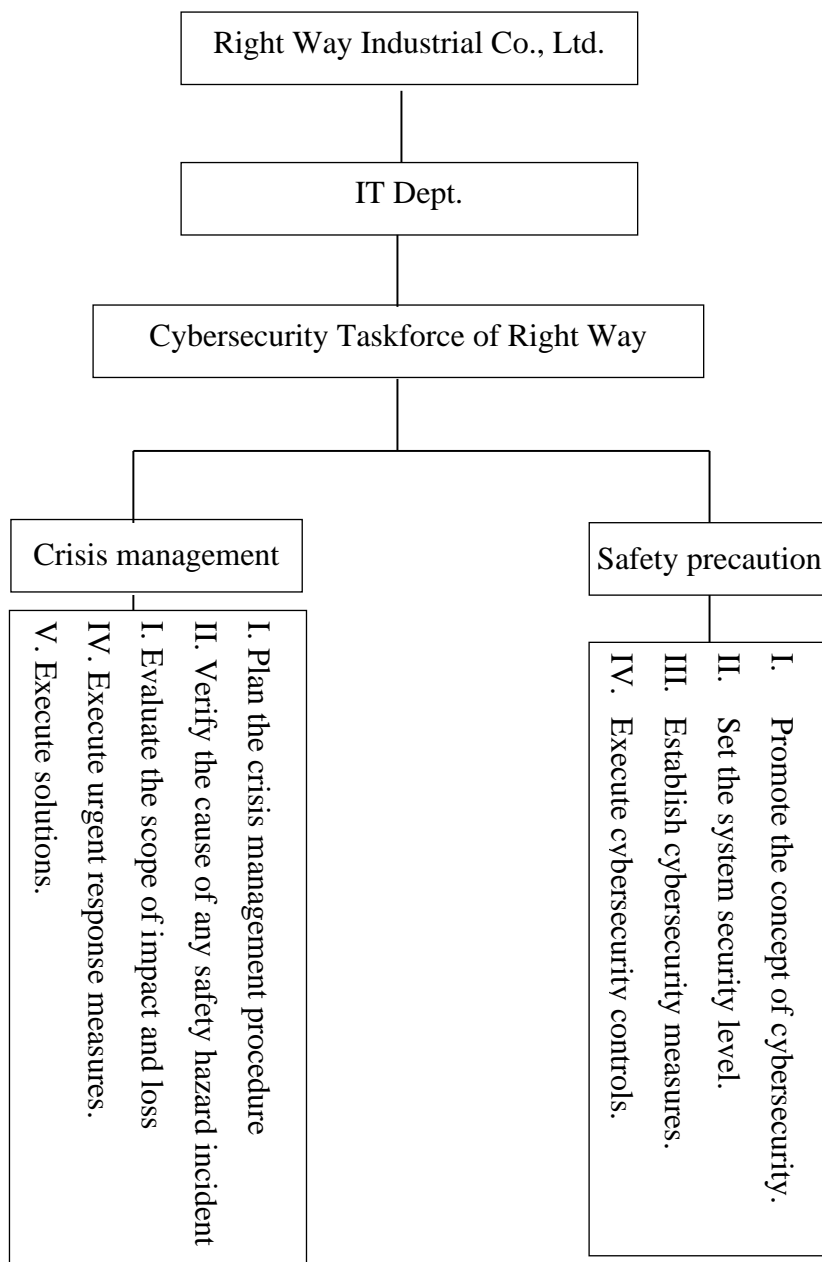 Right Way Industrial Co., Ltd.
IT Dept.
Cybersecurity Taskforce of Right Way
Crisis management
I. Plan the crisis management procedure
II. Verify the cause of any safety hazard incident
I. Evaluate the scope of impact and loss
IV. Execute urgent response measures.
V. Execute solutions.
Safety precaution
I. Promote the concept of cybersecurity.
II. Set the system security level.
III. Establish cybersecurity measures.
IV. Execute cybersecurity controls.